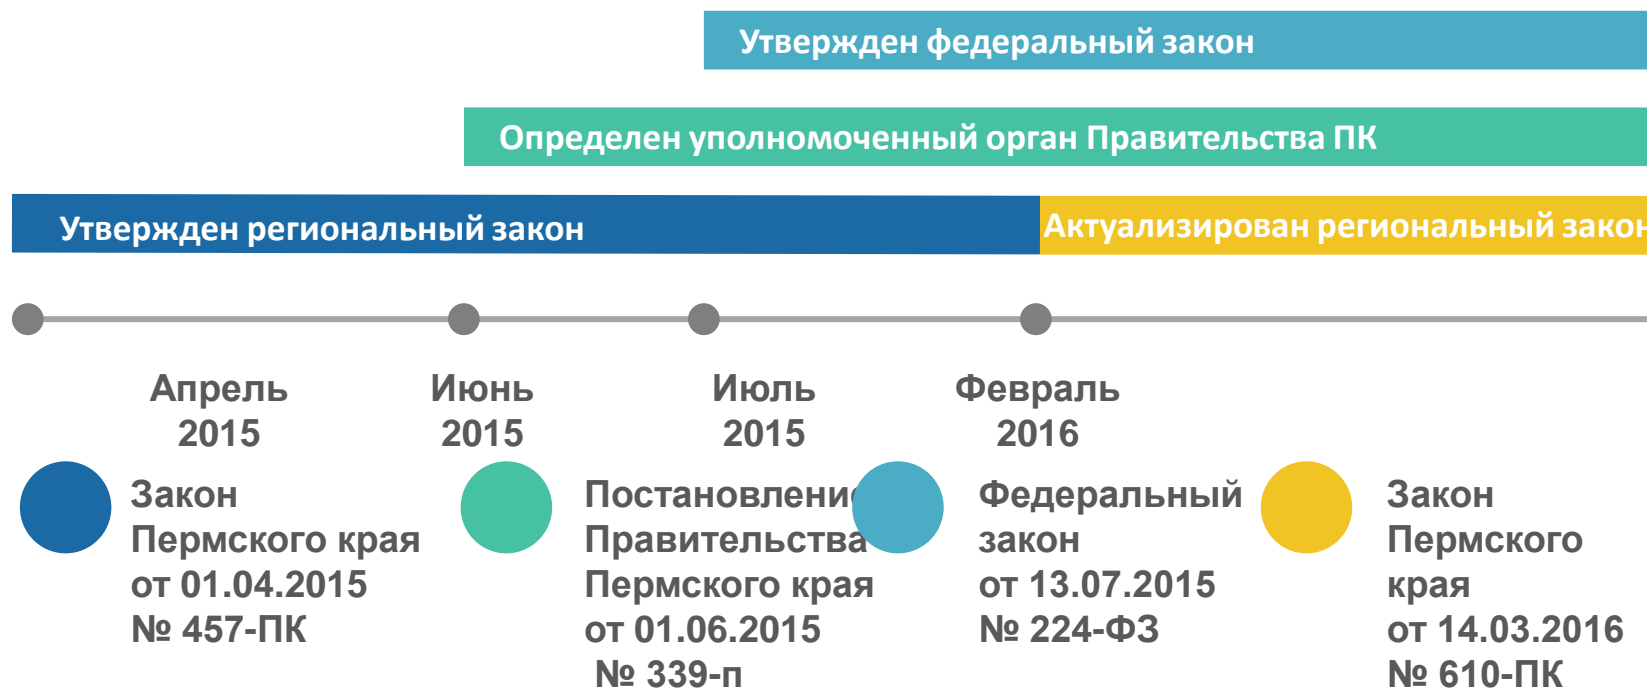 Утвержден федеральный закон
Определен уполномоченный орган Правительства ПК
Утвержден региональный закон
Актуализирован региональный закон
Апрель
2015
Июнь
2015
Июль
2015
Февраль
2016
Закон
Пермского края
от 01.04.2015
№ 457-ПК
Постановление
Правительства
Пермского края
от 01.06.2015
№ 339-п
Федеральный
закон
от 13.07.2015
№ 224-ФЗ
Закон
Пермского
края
от 14.03.2016
№ 610-ПК